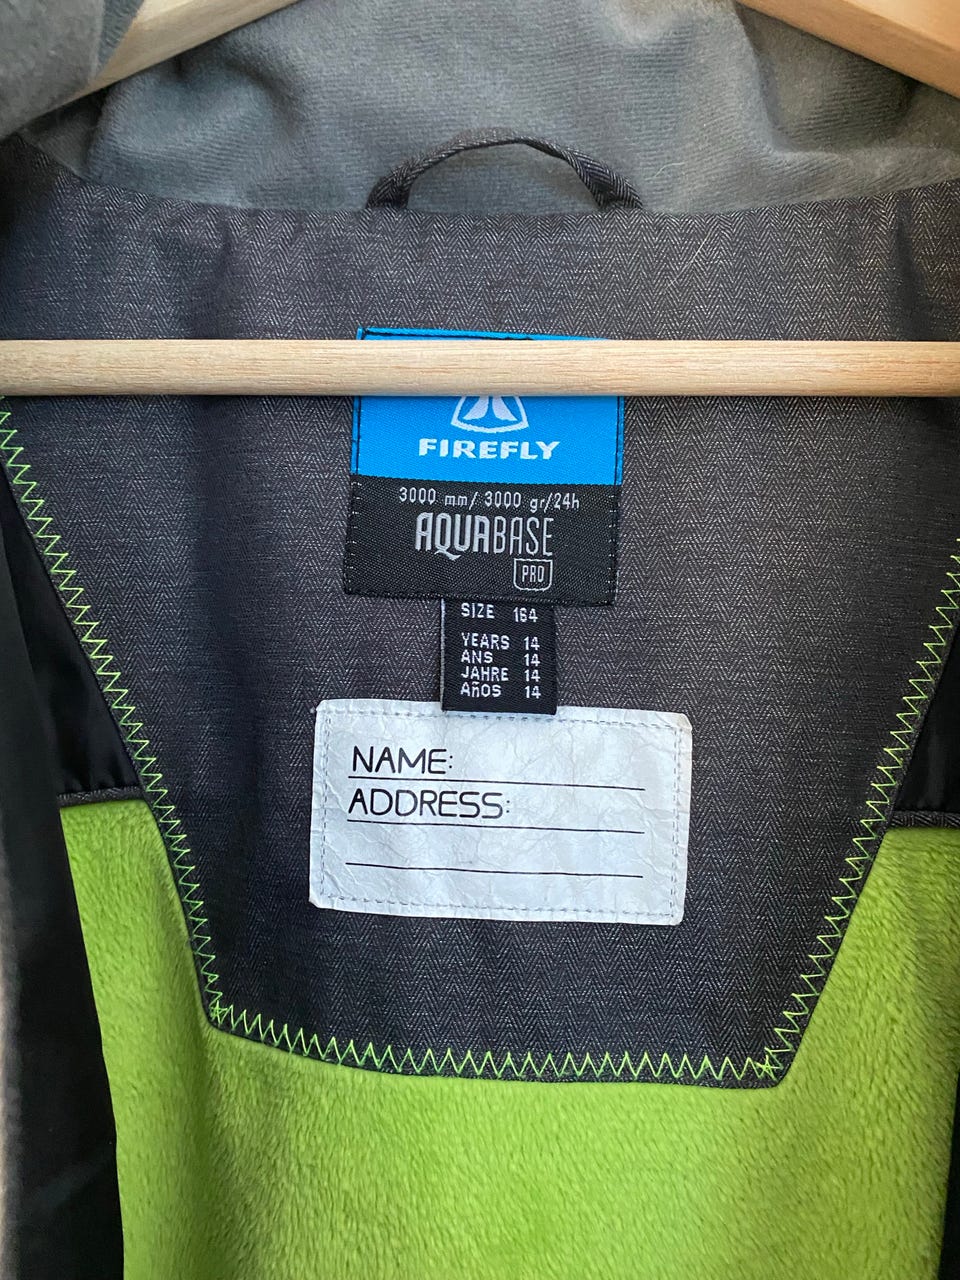 FIREFLY
3000 mm/ 3000 gr/24h
AQUABASE
PRO
SIZE 164
YEARS 14
ANS 14
JAHRE 14
AÑOS 14
NAME:
ADDRESS: